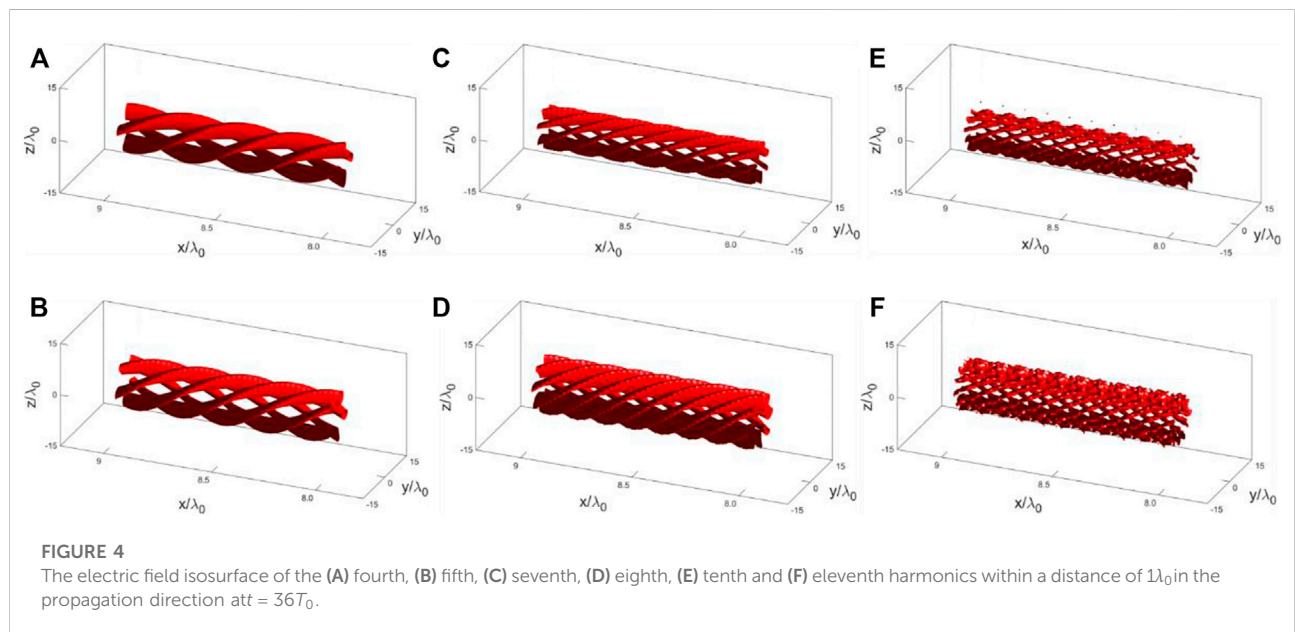 A
15
0
-15
z/λ0
9
8.5
8.0
x/λ0
15
0
-15
y/λ0
C
15
0
-15
z/λ0
9
8.5
8.0
x/λ0
15
0
-15
y/λ0
E
15
0
-15
z/λ0
9
8.5
8.0
x/λ0
15
0
-15
y/λ0
B
15
0
-15
z/λ0
9
8.5
8.0
x/λ0
15
0
-15
y/λ0
D
15
0
-15
z/λ0
9
8.5
8.0
x/λ0
15
0
-15
y/λ0
F
15
0
-15
z/λ0
9
8.5
8.0
x/λ0
15
0
-15
y/λ0
FIGURE 4
The electric field isosurface of the (A) fourth, (B) fifth, (C) seventh, (D) eighth, (E) tenth and (F) eleventh harmonics within a distance of 1λ0in the
propagation direction att = 36T0.